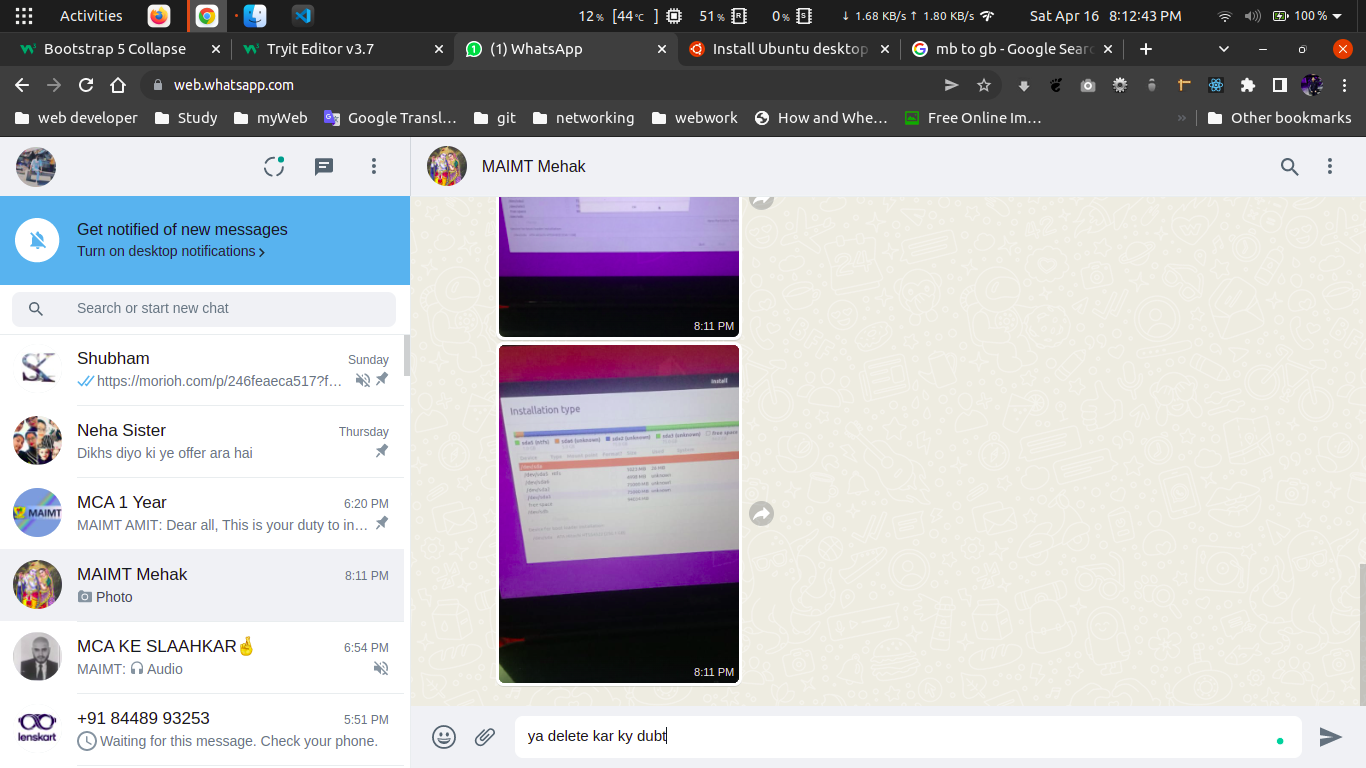 Activities
12 % [44°C ] 51 % 0 % ↓ 1.68 KB/s ↑ 1.80 KB/s Sat Apr 16 8:12:43 PM 100 %
Bootstrap 5 Collapse
Tryit Editor v3.7
(1) WhatsApp
Install Ubuntu desktop
mb to gb - Google Sear
web.whatsapp.com
web developer Study myWeb Google Transl… git networking webwork How and Whe… Free Online Im… » Other bookmarks
MAIMT Mehak
Get notified of new messages
Turn on desktop notifications
Search or start new chat
Shubham Sunday
https://morioh.com/p/246feaeca517?f…
Neha Sister Thursday
Dikhs diyo ki ye offer ara hai
MCA 1 Year 6:20 PM
MAIMT AMIT: Dear all, This is your duty to in…
MAIMT Mehak 8:11 PM
Photo
MCA KE SLAAHKAR🤞 6:54 PM
MAIMT: Audio
+91 84489 93253 5:51 PM
Waiting for this message. Check your phone.
SK
MAIMT
lenskart
8:11 PM
Install
Installation type
free space
8:11 PM
ya delete kar ky dubt